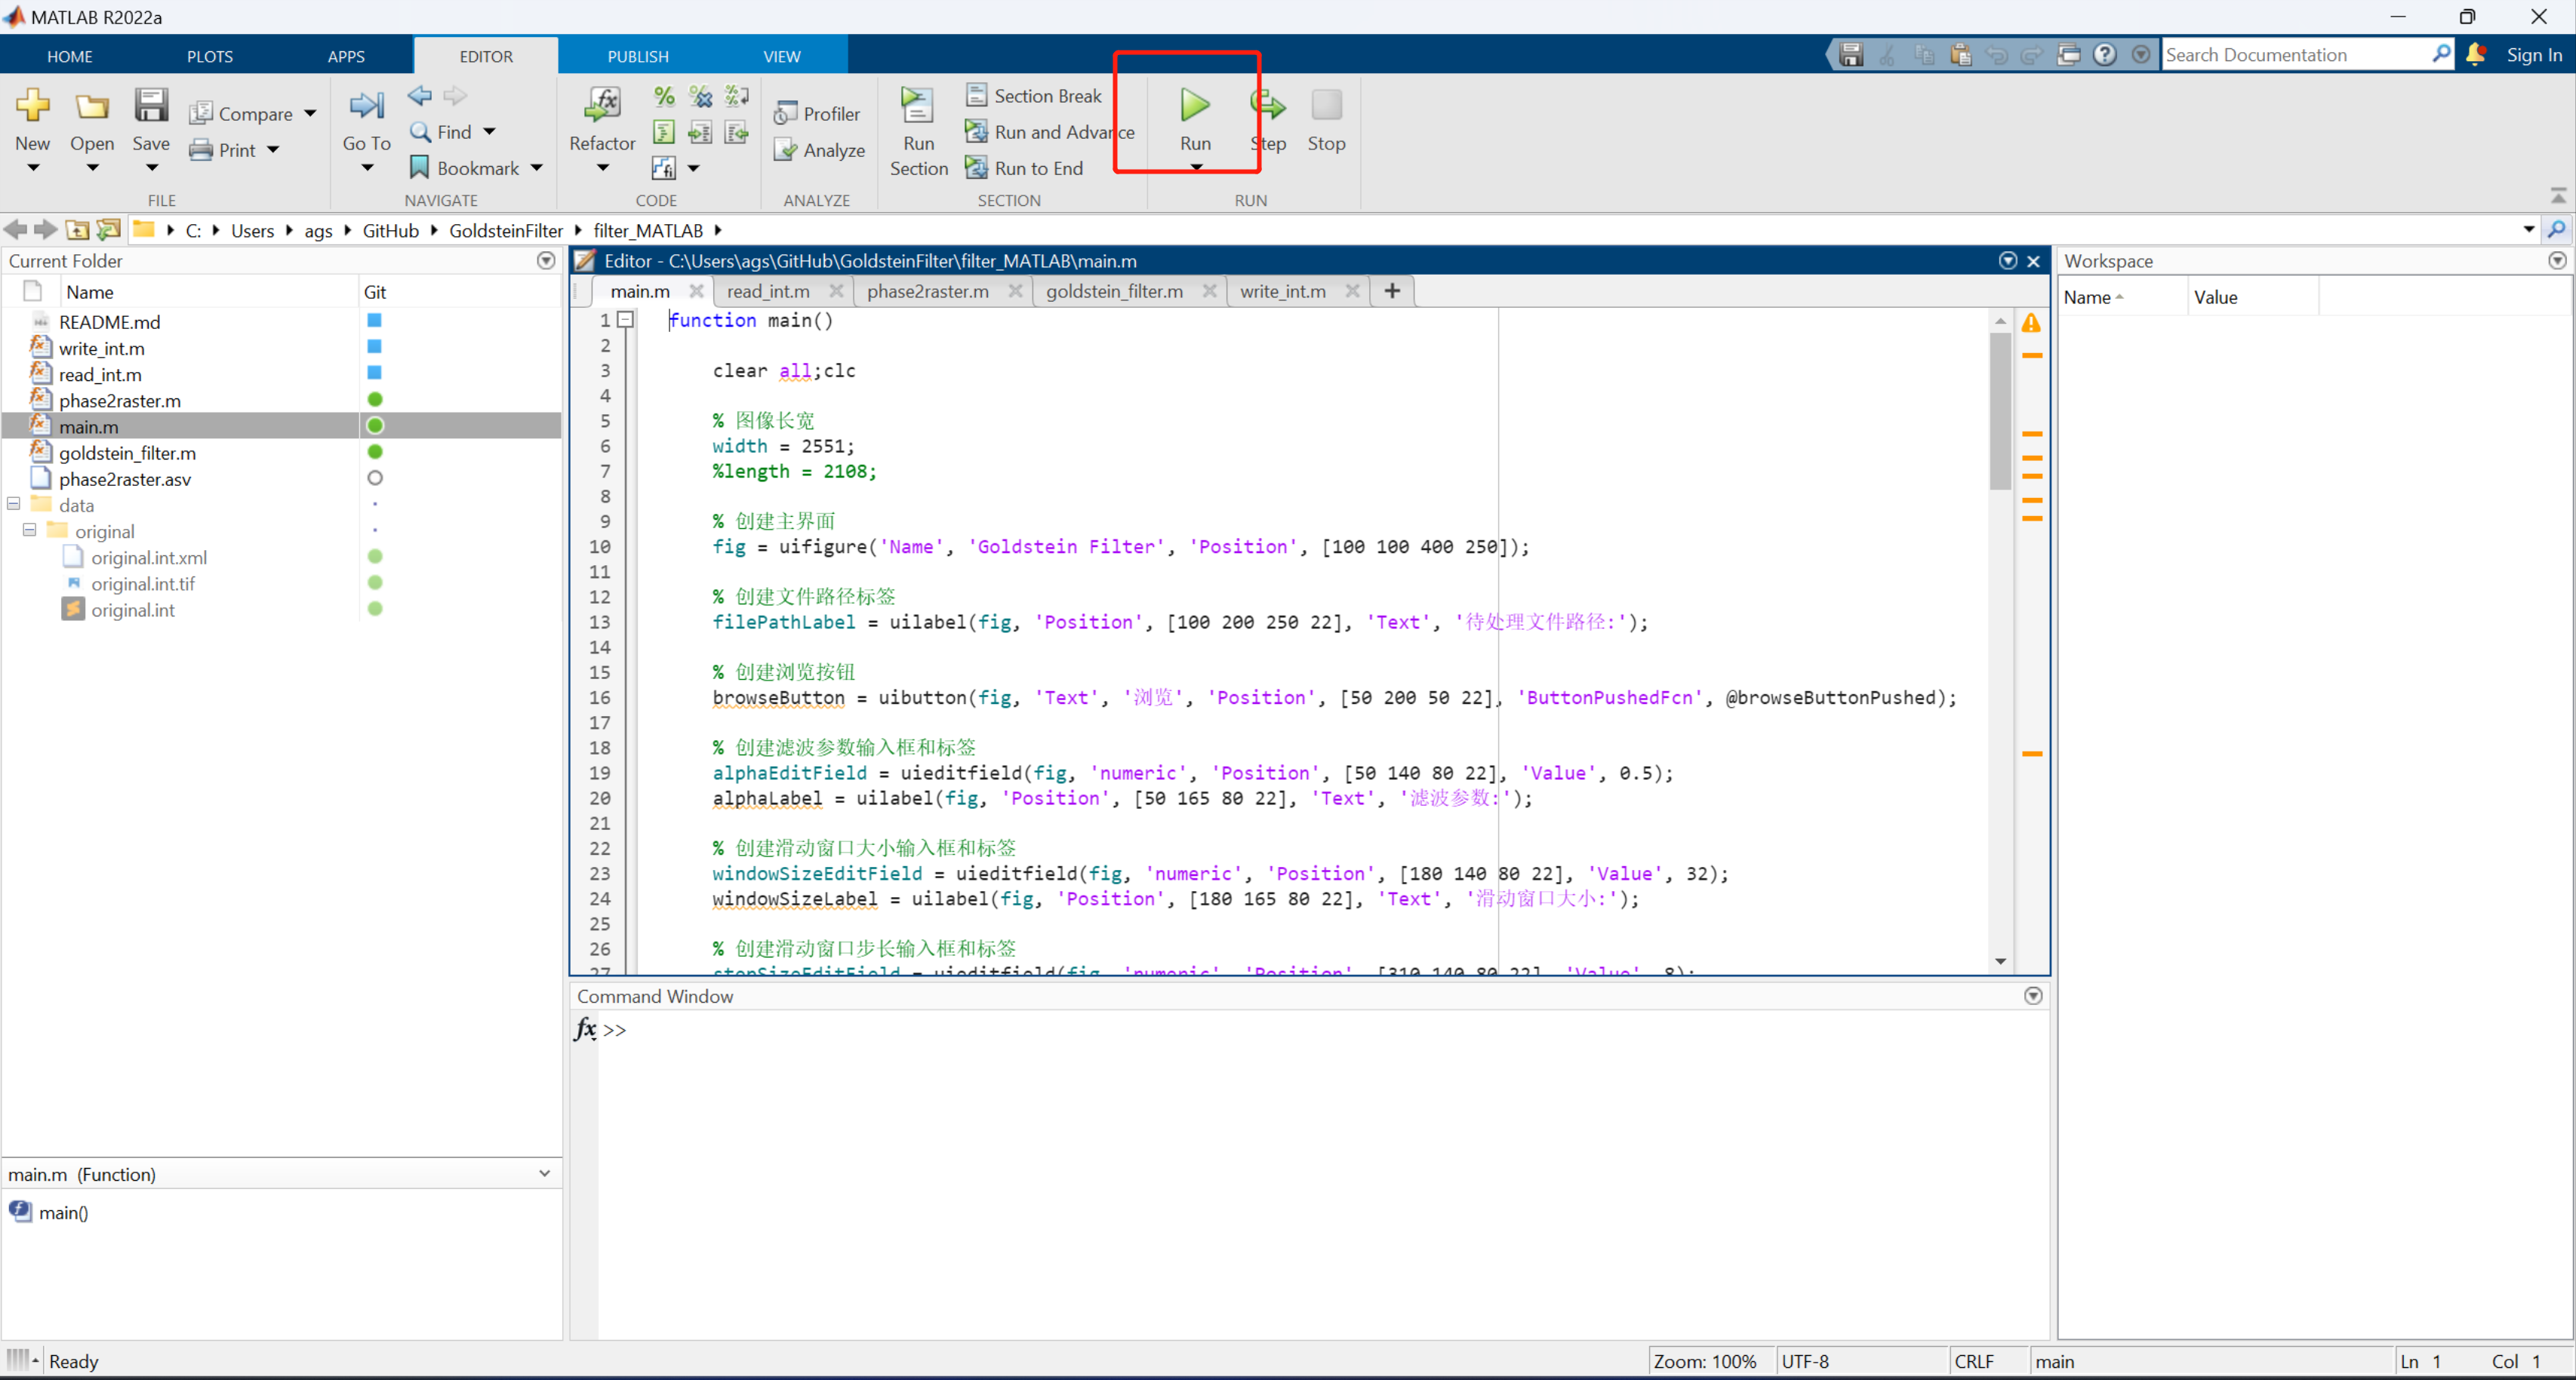 MATLAB R2022a
HOME
PLOTS
APPS
EDITOR
PUBLISH
VIEW
Search Documentation
Sign In
New
Open
Save
Compare
Print
Go To
Find
Bookmark
Refactor
Profiler
Analyze
Run
Section
Section Break
Run and Advance
Run to End
Run
Step
Stop
FILE
NAVIGATE
CODE
ANALYZE
SECTION
RUN
C:
Users
ags
GitHub
GoldsteinFilter
filter_MATLAB
Current Folder
Name
Git
README.md
write_int.m
read_int.m
phase2raster.m
main.m
goldstein_filter.m
phase2raster.asv
data
original
original.int.xml
original.int.tif
original.int
main.m (Function)
main()
Editor - C:\Users\ags\GitHub\GoldsteinFilter\filter_MATLAB\main.m
main.m
read_int.m
phase2raster.m
goldstein_filter.m
write_int.m
1 function main()
2
3 clear all;clc
4
5 % 图像长宽
6 width = 2551;
7 %length = 2108;
8
9 % 创建主界面
10 fig = uifigure('Name', 'Goldstein Filter', 'Position', [100 100 400 250]);
11
12 % 创建文件路径标签
13 filePathLabel = uilabel(fig, 'Position', [100 200 250 22], 'Text', '待处理文件路径:');
14
15 % 创建浏览按钮
16 browseButton = uibutton(fig, 'Text', '浏览', 'Position', [50 200 50 22], 'ButtonPushedFcn', @browseButtonPushed);
17
18 % 创建滤波参数输入框和标签
19 alphaEditField = uieditfield(fig, 'numeric', 'Position', [50 140 80 22], 'Value', 0.5);
20 alphaLabel = uilabel(fig, 'Position', [50 165 80 22], 'Text', '滤波参数:');
21
22 % 创建滑动窗口大小输入框和标签
23 windowSizeEditField = uieditfield(fig, 'numeric', 'Position', [180 140 80 22], 'Value', 32);
24 windowSizeLabel = uilabel(fig, 'Position', [180 165 80 22], 'Text', '滑动窗口大小:');
25
26 % 创建滑动窗口步长输入框和标签
27 stepSizeEditField = uieditfield(fig, 'numeric', 'Position', [310 140 80 22], 'Value', 8);
Command Window
fx >>
Workspace
Name
Value
Ready
Zoom: 100%
UTF-8
CRLF
main
Ln 1
Col 1